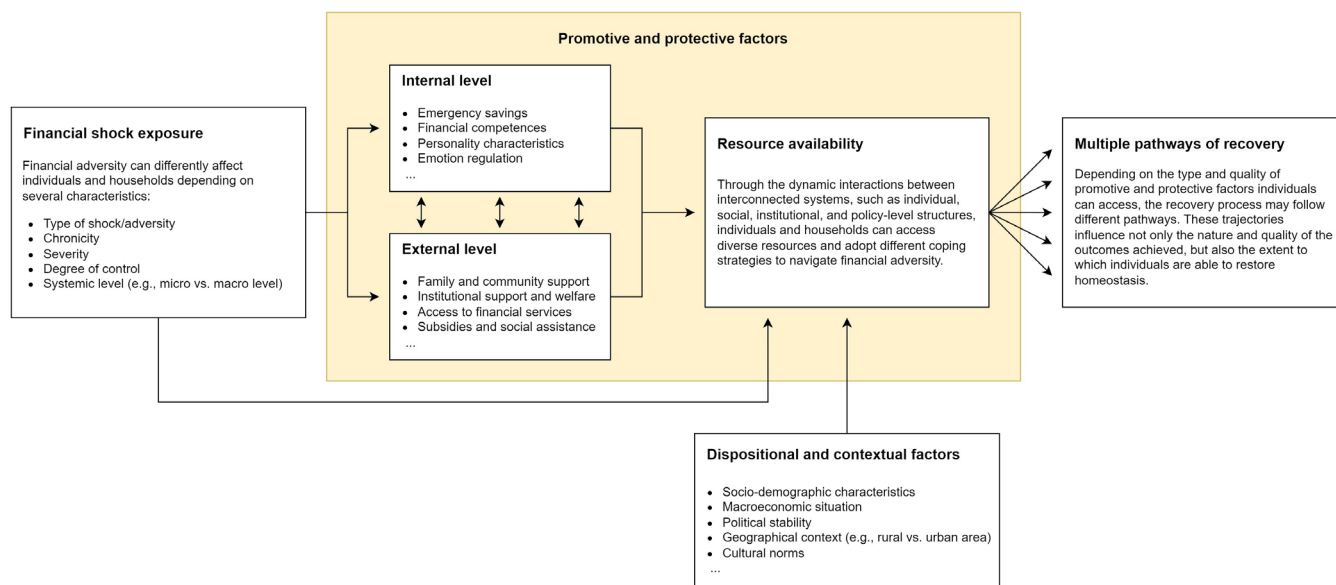 Promotive and protective factors
Internal level
• Emergency savings
• Financial competences
• Personality characteristics
• Emotion regulation
...
Financial shock exposure
Financial adversity can differently affect
individuals and households depending on
several characteristics:
• Type of shock/adversity
• Chronicity
• Severity
• Degree of control
• Systemic level (e.g., micro vs. macro level)
External level
• Family and community support
• Institutional support and welfare
• Access to financial services
• Subsidies and social assistance
...
Resource availability
Through the dynamic interactions between
interconnected systems, such as individual,
social, institutional, and policy-level structures,
individuals and households can access
diverse resources and adopt different coping
strategies to navigate financial adversity.
Multiple pathways of recovery
Depending on the type and quality of
promotive and protective factors individuals
can access, the recovery process may follow
different pathways. These trajectories
influence not only the nature and quality of the
outcomes achieved, but also the extent to
which individuals are able to restore
homeostasis.
Dispositional and contextual factors
• Socio-demographic characteristics
• Macroeconomic situation
• Political stability
• Geographical context (e.g., rural vs. urban area)
• Cultural norms
...